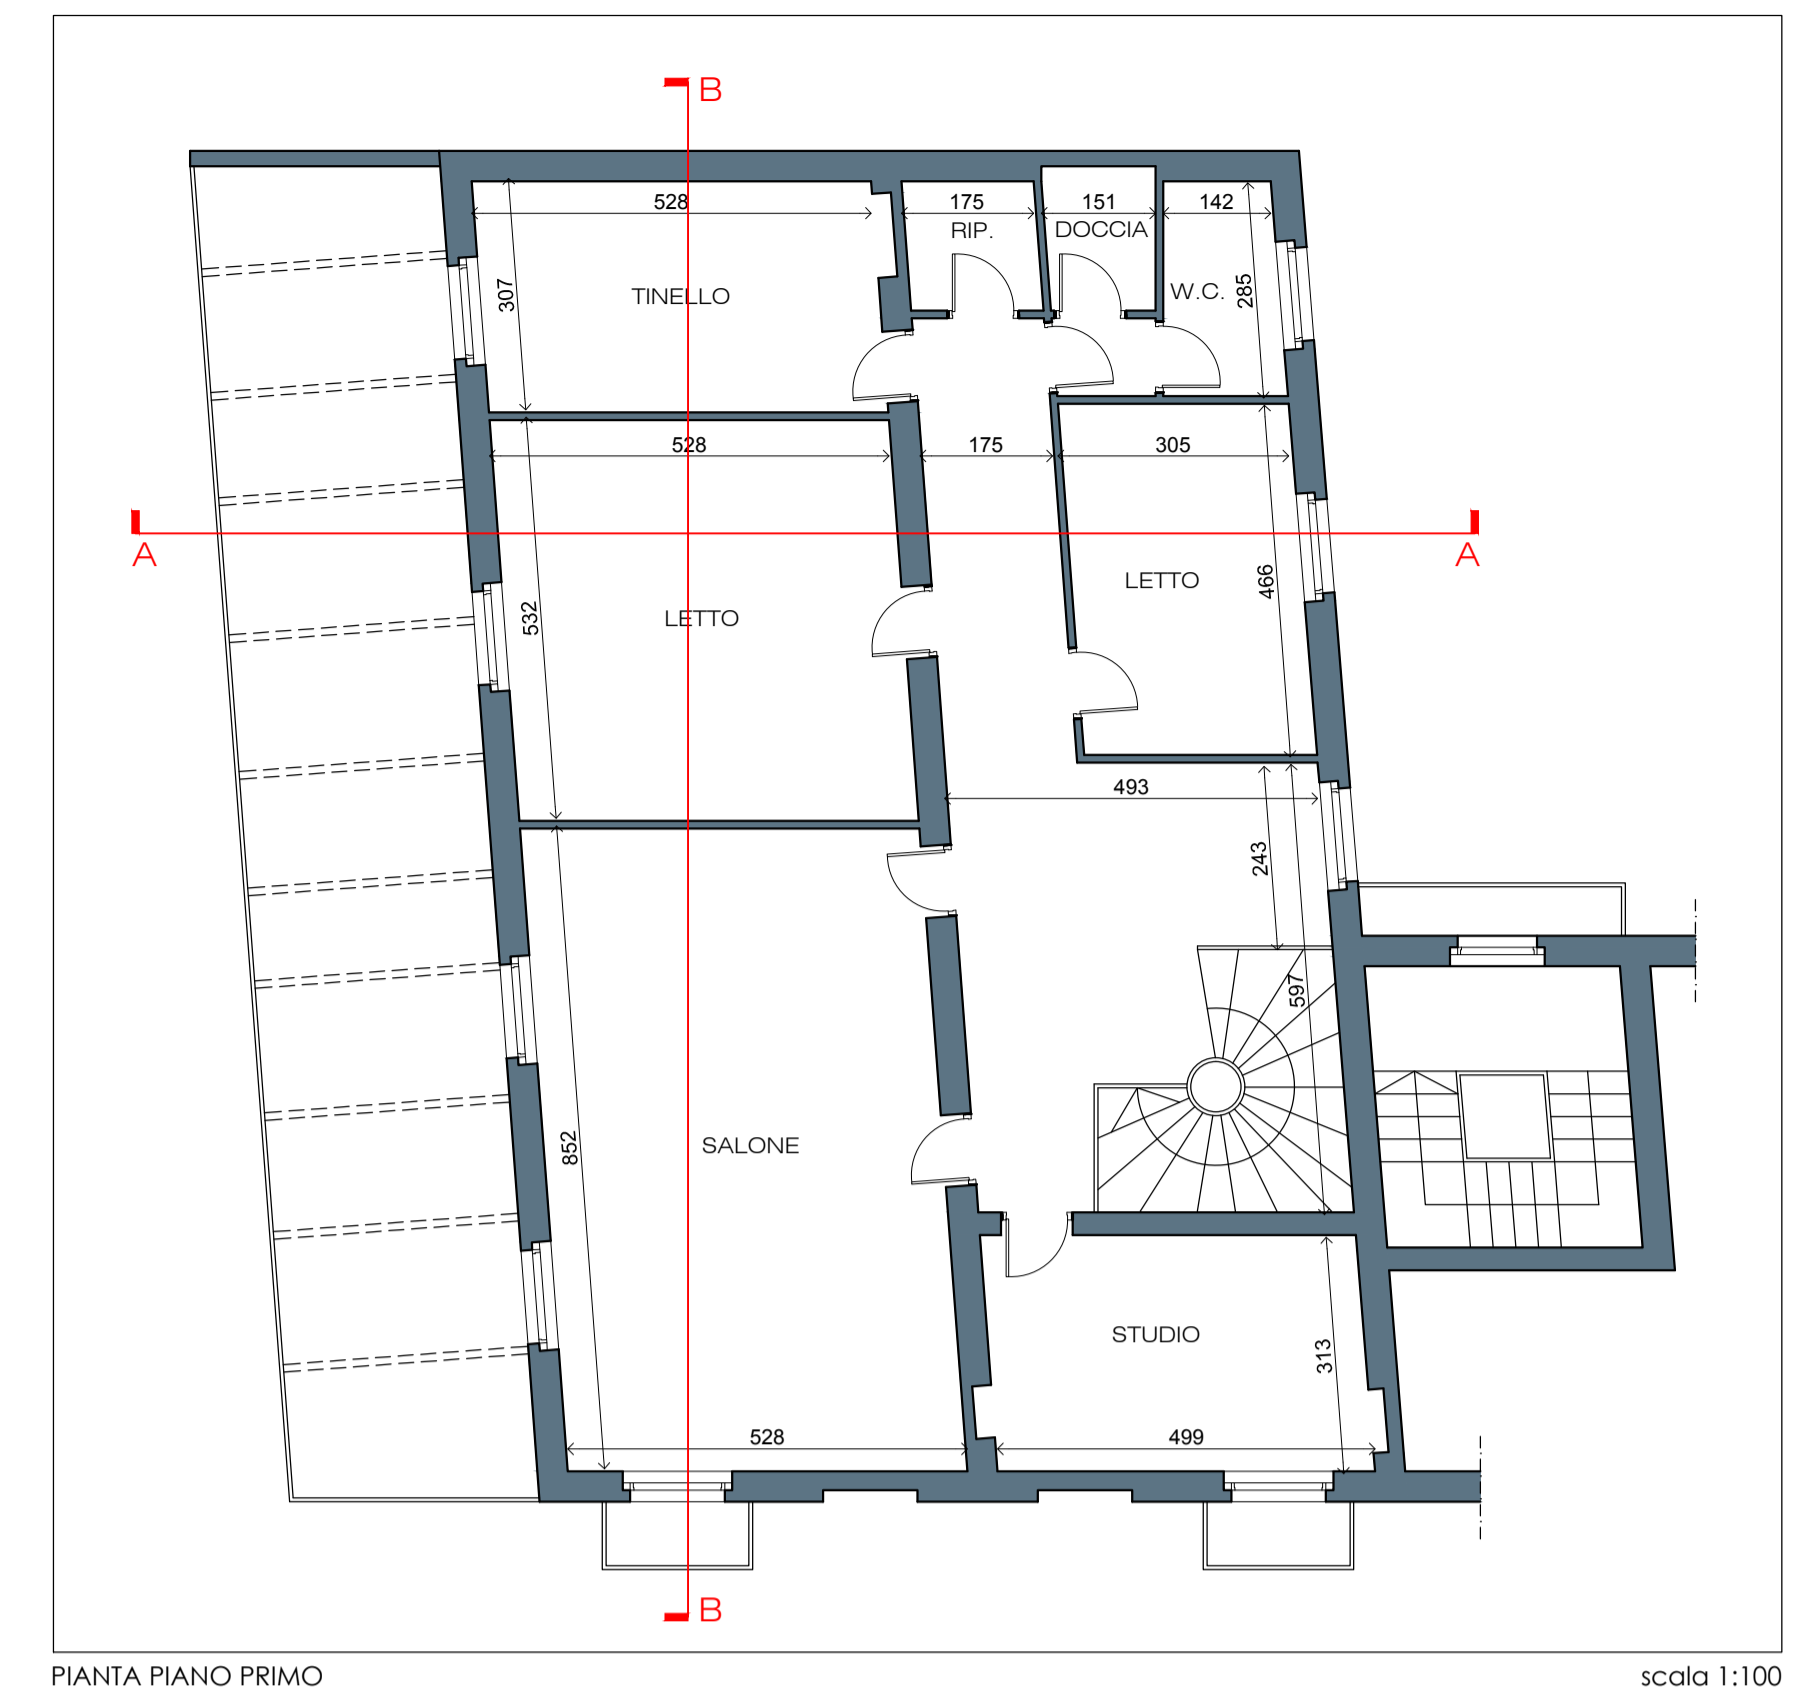 B
528
175
151
142
RIP.
DOCCIA
307
TINELLO
W.C.
285
528
175
305
A
A
532
LETTO
LETTO
466
493
243
597
852
SALONE
STUDIO
313
528
499
B
PIANTA PIANO PRIMO
scala 1:100